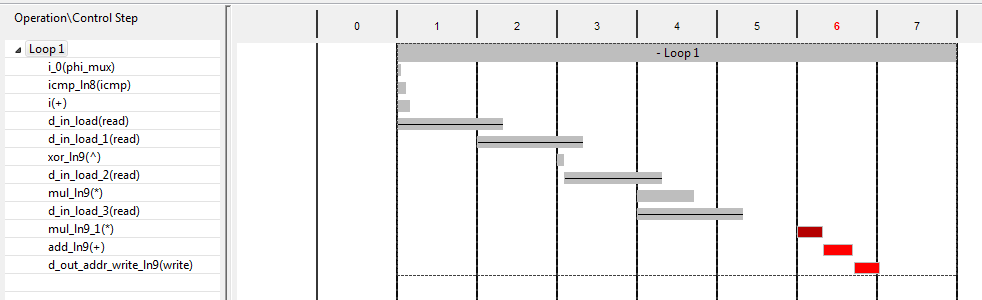 Operation\Control Step 0 1 2 3 4 5 6 7
Loop 1 - Loop 1
i_0(phi_mux)
icmp_ln8(icmp)
i(+)
d_in_load(read)
d_in_load_1(read)
xor_ln9(^)
d_in_load_2(read)
mul_ln9(*)
d_in_load_3(read)
mul_ln9_1(*)
add_ln9(+)
d_out_addr_write_ln9(write)